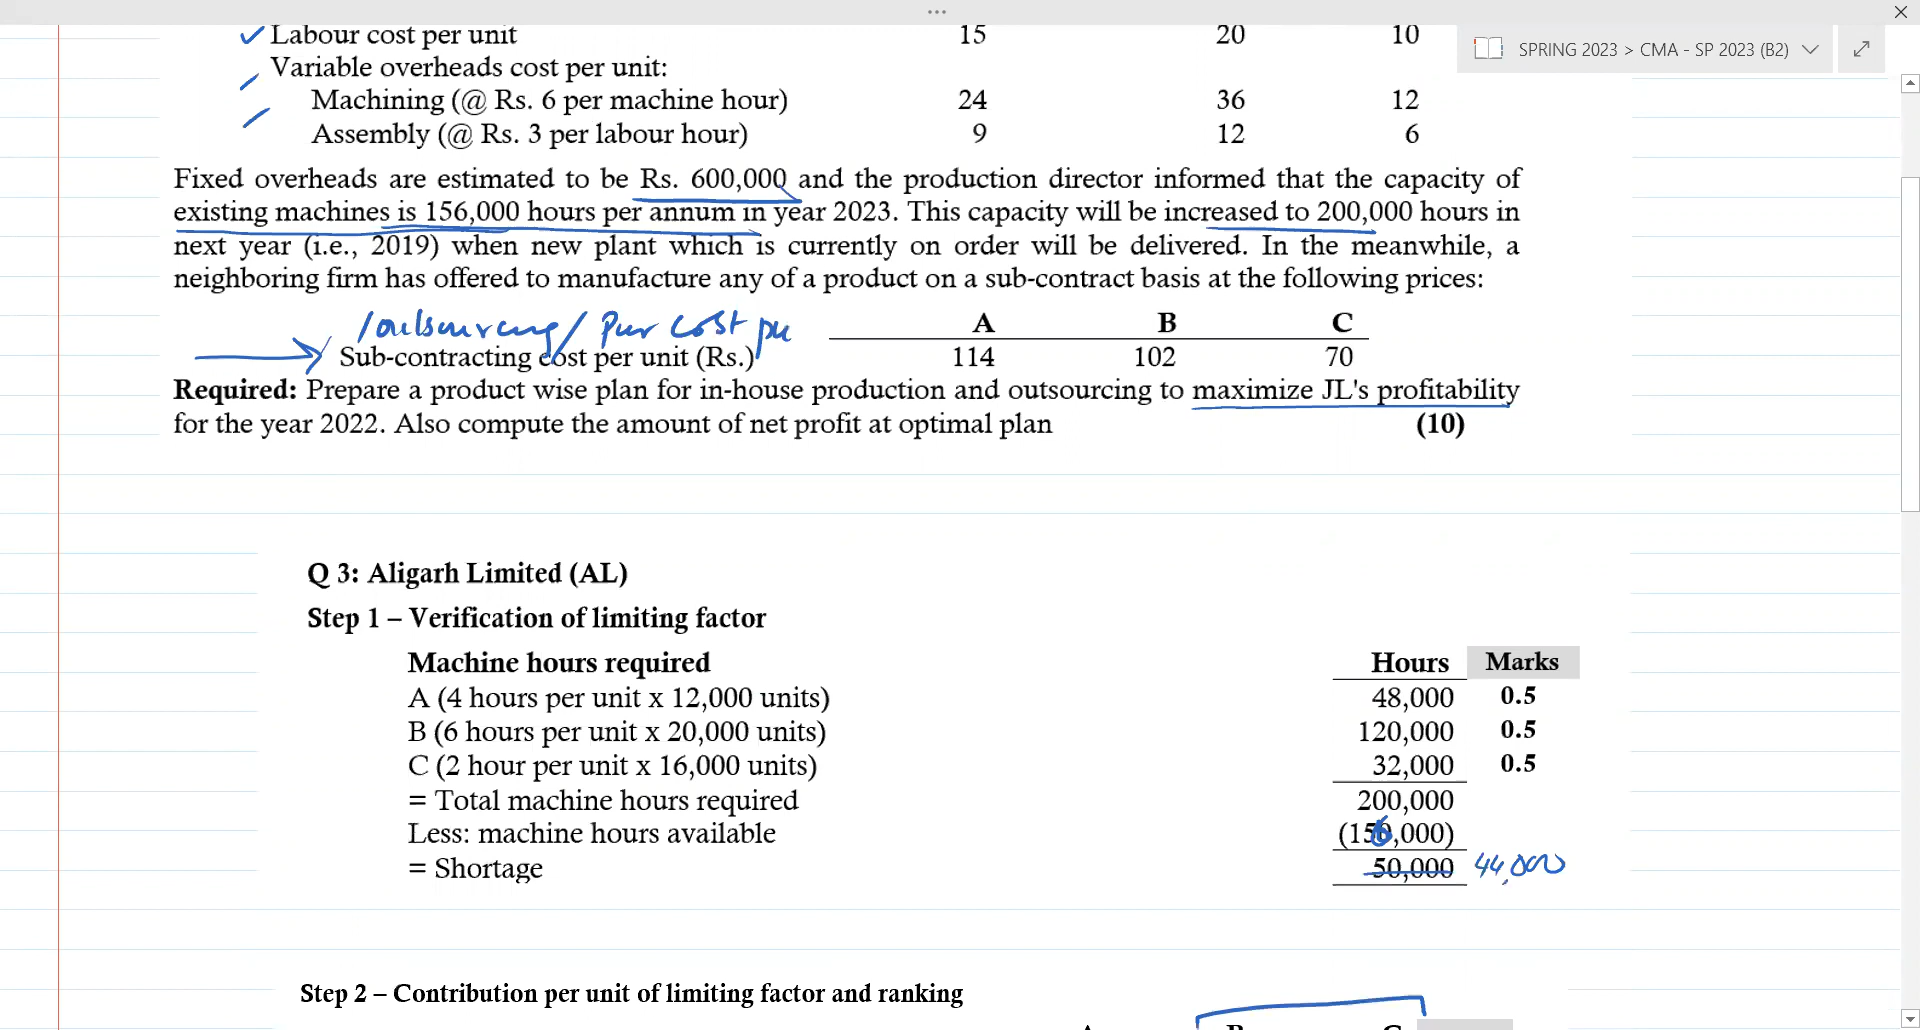 Labour cost per unit 15 20 10
SPRING 2023 > CMA - SP 2023 (B2)
Variable overheads cost per unit:
Machining (@ Rs. 6 per machine hour) 24 36 12
Assembly (@ Rs. 3 per labour hour) 9 12 6
Fixed overheads are estimated to be Rs. 600,000 and the production director informed that the capacity of
existing machines is 156,000 hours per annum in year 2023. This capacity will be increased to 200,000 hours in
next year (i.e., 2019) when new plant which is currently on order will be delivered. In the meanwhile, a
neighboring firm has offered to manufacture any of a product on a sub-contract basis at the following prices:
/outsourcing/ Pur cost pu
A B C
Sub-contracting cost per unit (Rs.) 114 102 70
Required: Prepare a product wise plan for in-house production and outsourcing to maximize JL's profitability
for the year 2022. Also compute the amount of net profit at optimal plan (10)
Q 3: Aligarh Limited (AL)
Step 1 – Verification of limiting factor
Machine hours required Hours Marks
A (4 hours per unit x 12,000 units) 48,000 0.5
B (6 hours per unit x 20,000 units) 120,000 0.5
C (2 hour per unit x 16,000 units) 32,000 0.5
= Total machine hours required 200,000
Less: machine hours available (156,000)
= Shortage 50,000 44,000
Step 2 – Contribution per unit of limiting factor and ranking